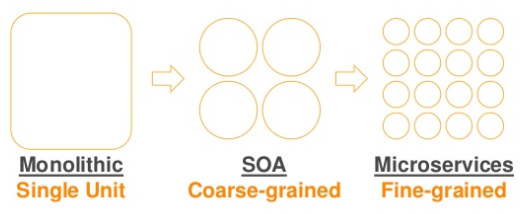 Monolithic
Single Unit
SOA
Coarse-grained
Microservices
Fine-grained